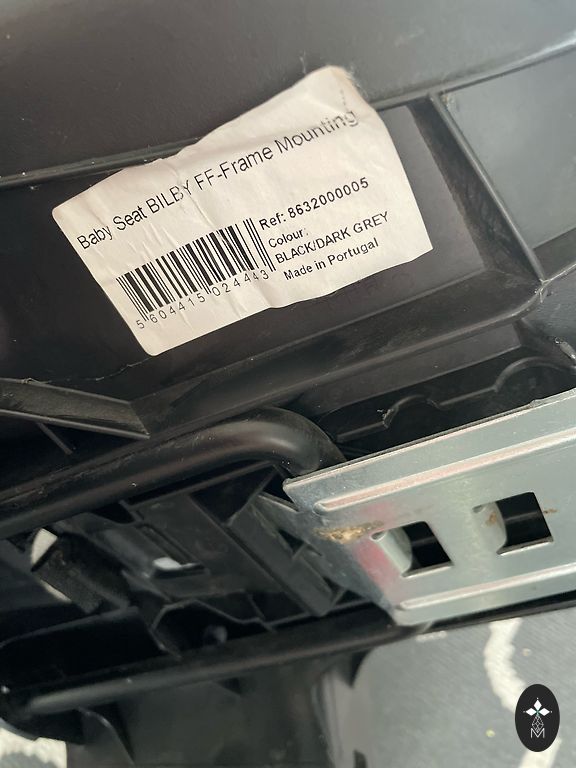 Baby Seat BILBY FF-Frame Mounting
Ref: 8632000005
Colour:
BLACK/DARK GREY
Made in Portugal
5 604415 024443
M